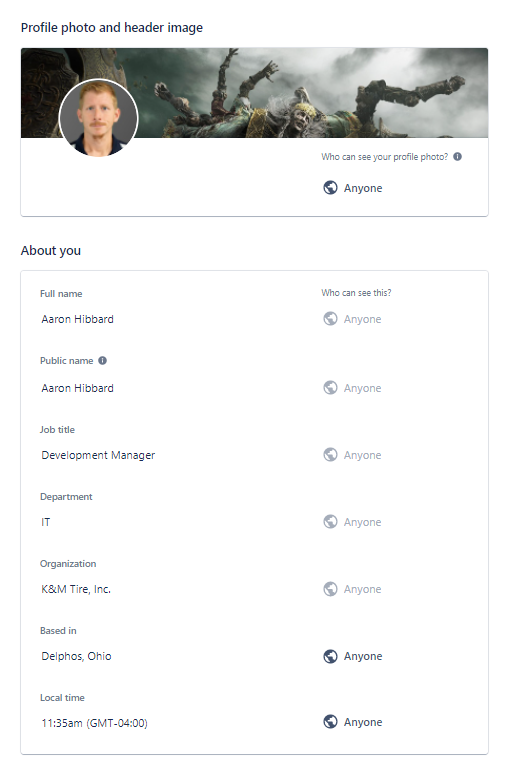 Profile photo and header image
Who can see your profile photo?
Anyone
About you
Full name
Who can see this?
Aaron Hibbard
Anyone
Public name
Aaron Hibbard
Anyone
Job title
Development Manager
Anyone
Department
IT
Anyone
Organization
K&M Tire, Inc.
Anyone
Based in
Delphos, Ohio
Anyone
Local time
11:35am (GMT-04:00)
Anyone